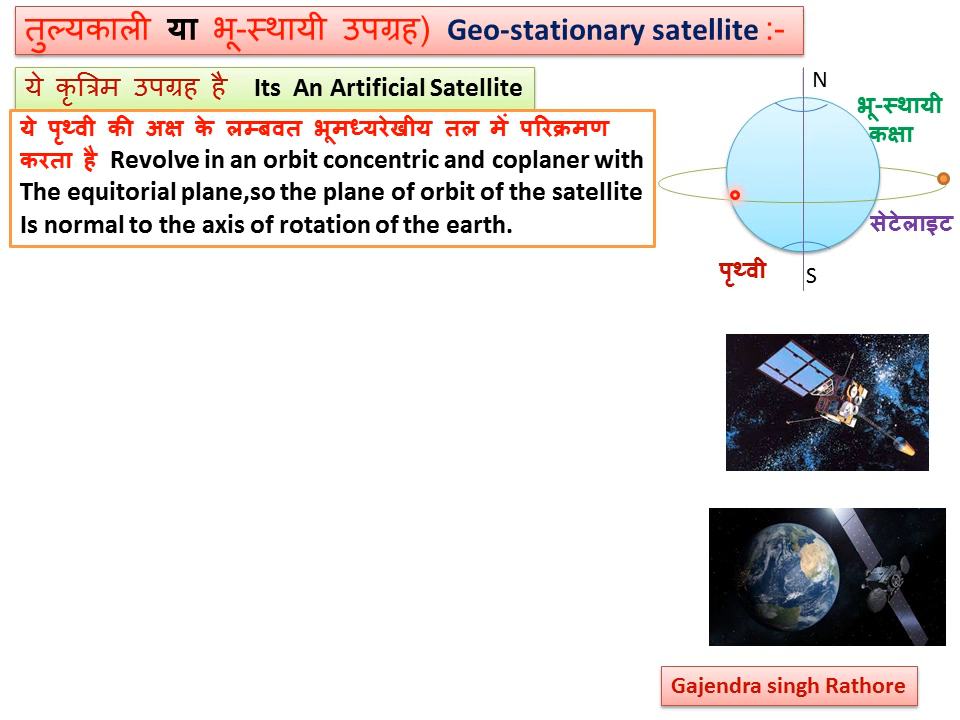 तुल्यकाली या भू-स्थायी उपग्रह) Geo-stationary satellite :-
ये कृत्रिम उपग्रह है Its An Artificial Satellite
ये पृथ्वी की अक्ष के लम्बवत भूमध्यरेखीय तल में परिक्रमण
करता है Revolve in an orbit concentric and coplaner with
The equitorial plane,so the plane of orbit of the satellite
Is normal to the axis of rotation of the earth.
N
भू-स्थायी
कक्षा
सेटेलाइट
पृथ्वी
S
Gajendra singh Rathore